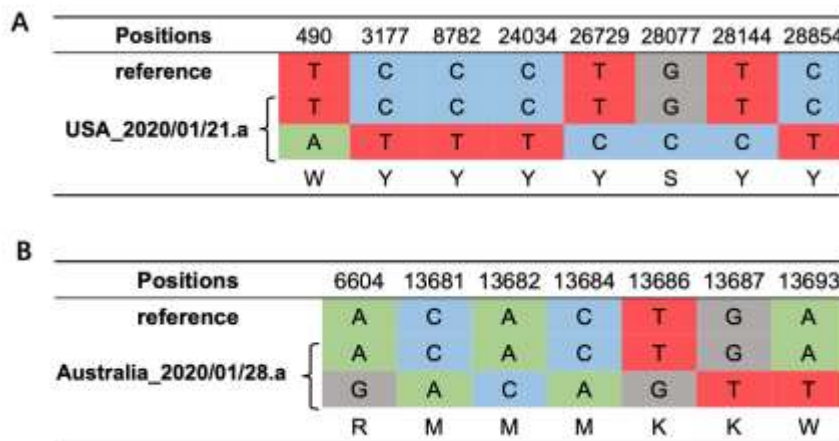 A
Positions 490 3177 8782 24034 26729 28077 28144 28854
reference T C C C T G T C
T C C C T G T C
USA_2020/01/21.a
A T T T C C C T
W Y Y Y Y S Y Y
B
Positions 6604 13681 13682 13684 13686 13687 13693
reference A C A C T G A
A C A C T G A
Australia_2020/01/28.a
G A C A G T T
R M M M K K W